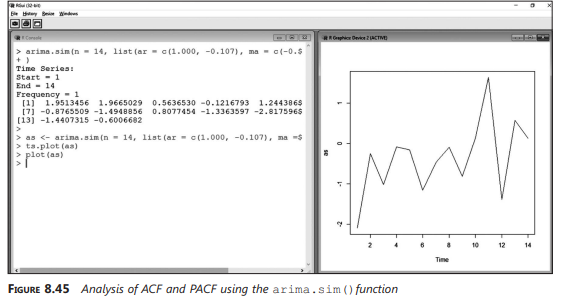 RGui (32-bit)
File History Resize Windows
R Console
> arima.sim(n = 14, list(ar = c(1.000, -0.107), ma = c(-0.$
+ )
Time Series:
Start = 1
End = 14
Frequency = 1
[1] 1.9513456 1.9665029 0.5636530 -0.1216793 1.244386$
[7] -0.8765509 -1.4948856 0.8077454 -1.3363597 -2.817596$
[13] -1.4407315 -0.6006682
>
> as <- arima.sim(n = 14, list(ar = c(1.000, -0.107), ma =$
> ts.plot(as)
> plot(as)
>
R Graphics: Device 2 (ACTIVE)
1
0
-1
-2
as
2 4 6 8 10 12 14
Time
FIGURE 8.45 Analysis of ACF and PACF using the arima.sim() function